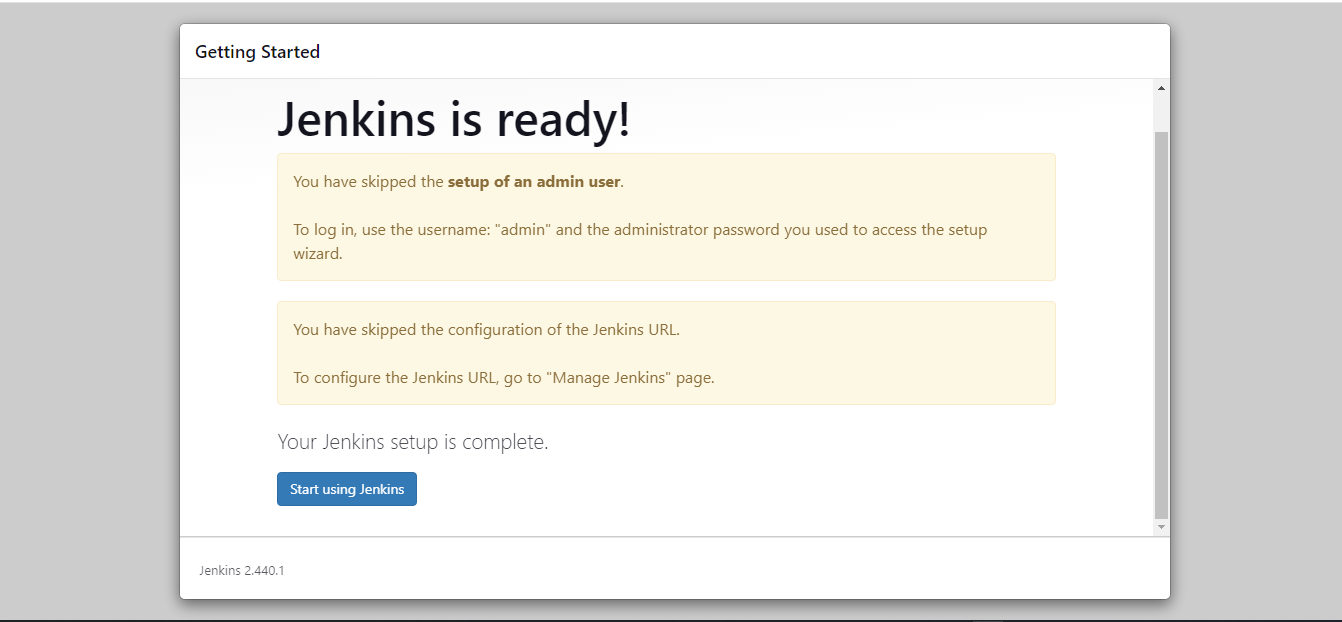 Getting Started
Jenkins is ready!
You have skipped the setup of an admin user.
To log in, use the username: "admin" and the administrator password you used to access the setup
wizard.
You have skipped the configuration of the Jenkins URL.
To configure the Jenkins URL, go to "Manage Jenkins" page.
Your Jenkins setup is complete.
Start using Jenkins
Jenkins 2.440.1